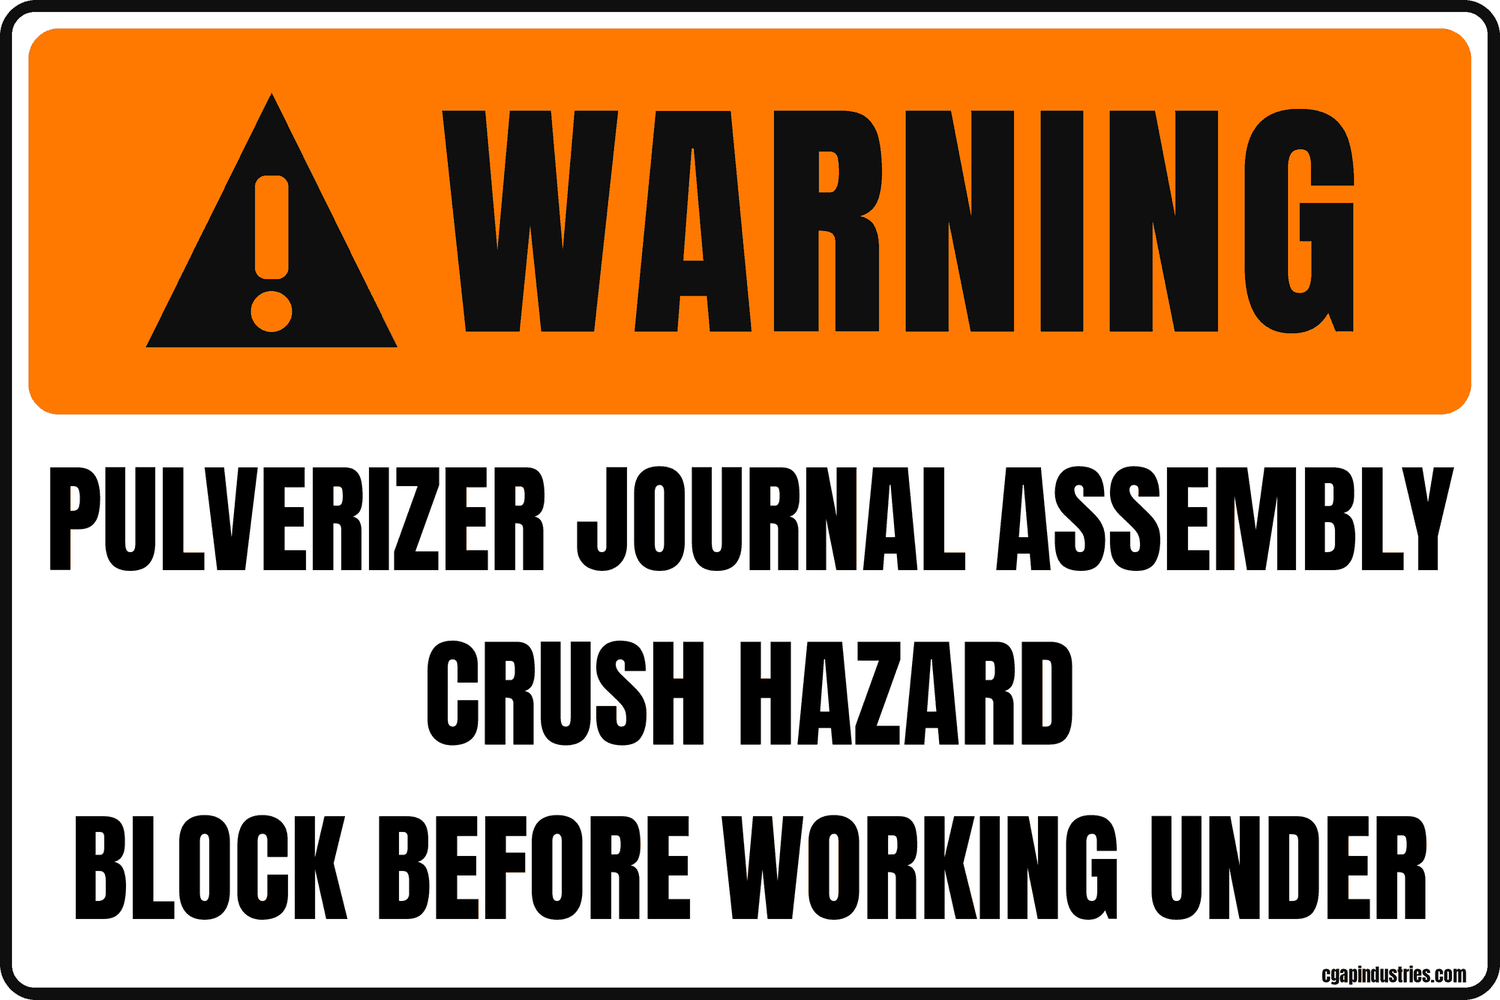 WARNING
PULVERIZER JOURNAL ASSEMBLY
CRUSH HAZARD
BLOCK BEFORE WORKING UNDER
cgapindustries.com